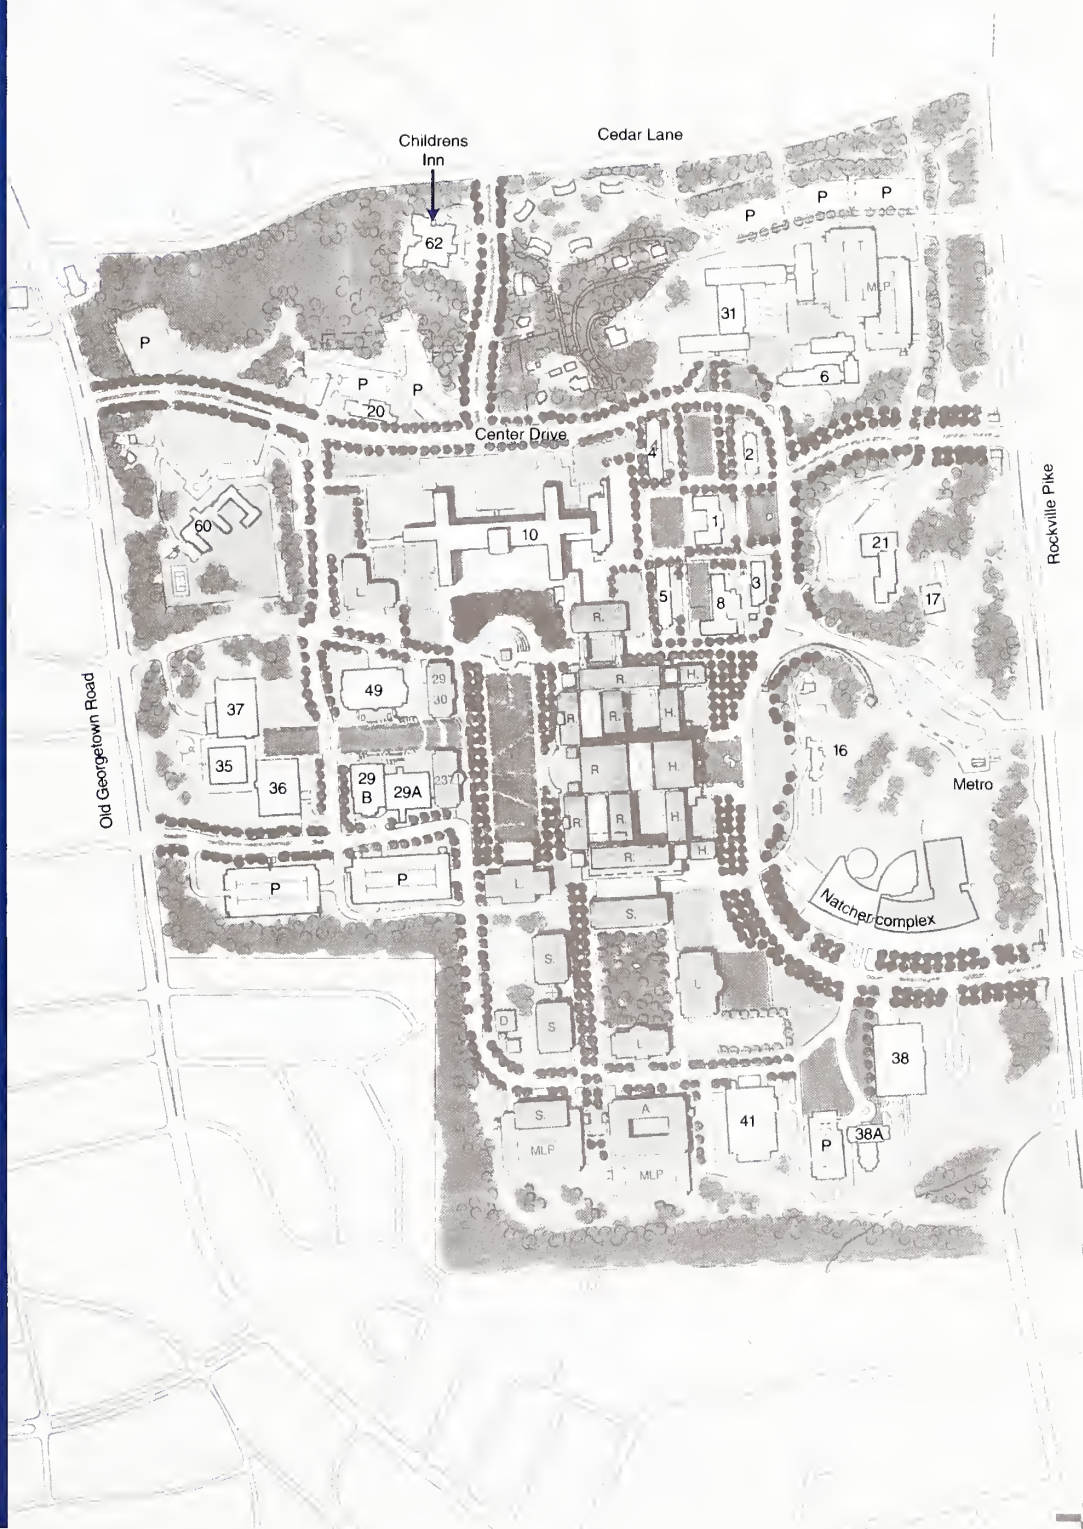 Childrens
Inn
Cedar Lane
62
P
P
P
31
MLP
6
P
P
P
20
Center Drive
4
2
60
10
1
21
17
Rockville Pike
L.
5
8
3
R.
49
29
30
R.
H.
37
R
R.
H.
35
36
29
B
29A
237
R
H.
16
Metro
Old Georgetown Road
R
R.
H.
R.
H.
P
P
L.
S.
Natcher complex
S.
L
D
S
L
38
S.
A
41
38A
P
MLP
MLP